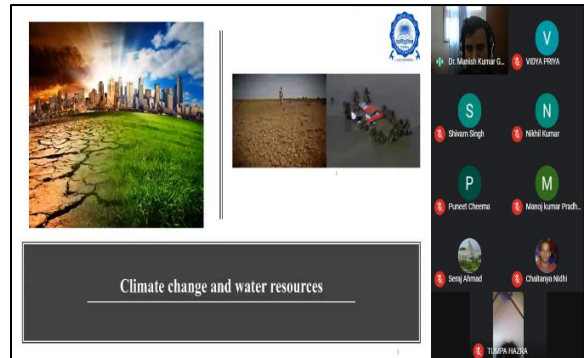 Climate change and water resources
Dr. Manish Kumar G...
V
VIDYA PRIYA
S
Shivam Singh
N
Nikhil Kumar
P
Puneet Cheema
M
Manoj kumar Pradh...
Seraj Ahmad
Chaitanya Nidhi
TUMPA HAZRA